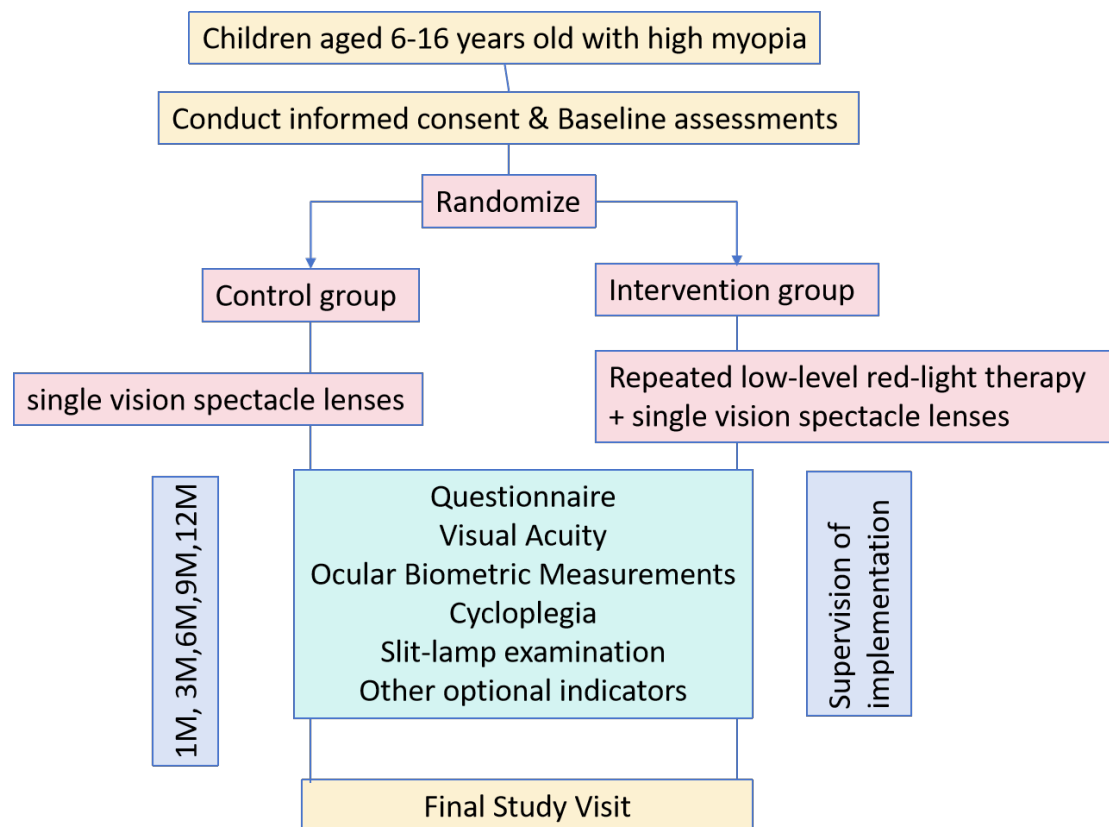 Children aged 6-16 years old with high myopia
Conduct informed consent & Baseline assessments
Randomize
Control group
Intervention group
single vision spectacle lenses
Repeated low-level red-light therapy
+ single vision spectacle lenses
1M, 3M,6M,9M,12M
Questionnaire
Visual Acuity
Ocular Biometric Measurements
Cycloplegia
Slit-lamp examination
Other optional indicators
Supervision of
implementation
Final Study Visit